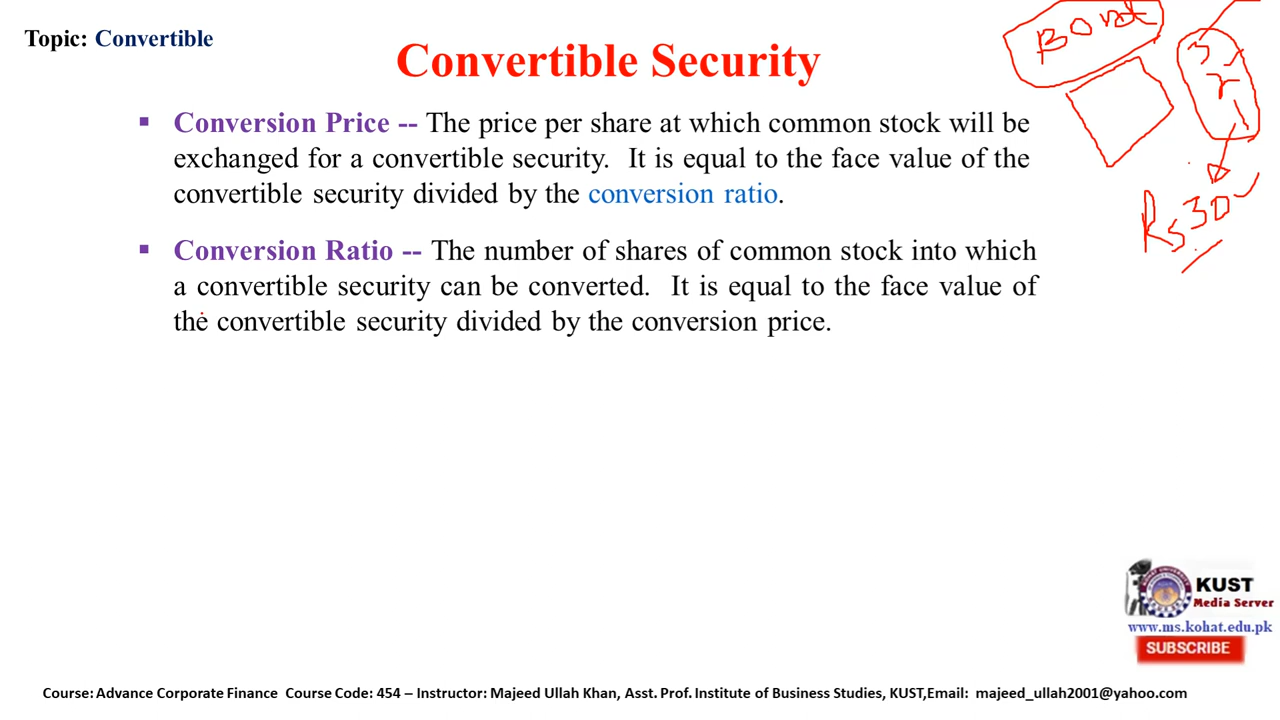 Topic: Convertible
Convertible Security
▪ Conversion Price -- The price per share at which common stock will be
exchanged for a convertible security. It is equal to the face value of the
convertible security divided by the conversion ratio.
▪ Conversion Ratio -- The number of shares of common stock into which
a convertible security can be converted. It is equal to the face value of
the convertible security divided by the conversion price.
Bond
3
Rs 30
KUST
Media Server
www.ms.kohat.edu.pk
SUBSCRIBE
Course: Advance Corporate Finance Course Code: 454 – Instructor: Majeed Ullah Khan, Asst. Prof. Institute of Business Studies, KUST,Email: majeed_ullah2001@yahoo.com